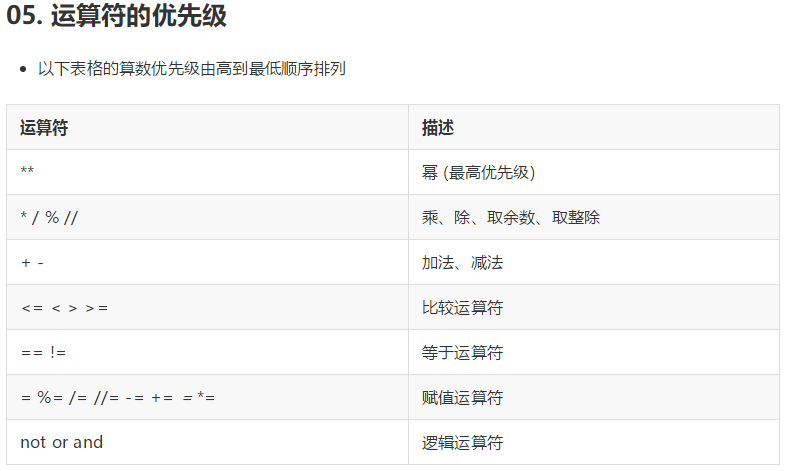 05. 运算符的优先级
以下表格的算数优先级由高到最低顺序排列
运算符 描述
** 幂 (最高优先级)
* / % // 乘、除、取余数、取整除
+ - 加法、减法
<= < > >= 比较运算符
== != 等于运算符
= %= /= //= -= += = *= 赋值运算符
not or and 逻辑运算符